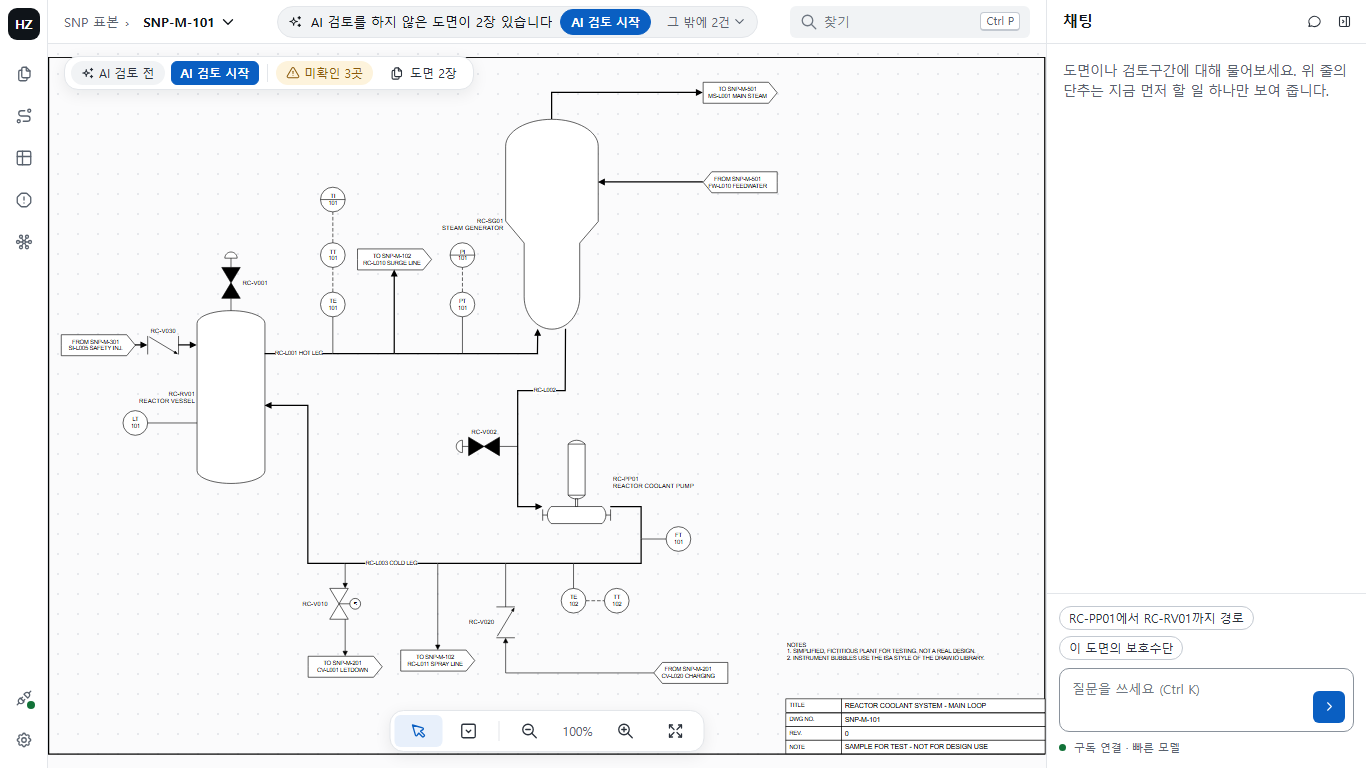 HZ
SNP 표본 ›
SNP-M-101
AI 검토를 하지 않은 도면이 2장 있습니다
AI 검토 시작
그 밖에 2건
찾기
Ctrl P
채팅
AI 검토 전
AI 검토 시작
미확인 3곳
도면 2장
도면이나 검토구간에 대해 물어보세요. 위 줄의
단추는 지금 먼저 할 일 하나만 보여 줍니다.
TO SNP-M-501
MS-L001 MAIN STEAM
FROM SNP-M-501
FW-L010 FEEDWATER
TI
101
RC-SG01
STEAM GENERATOR
TT
101
TO SNP-M-102
RC-L010 SURGE LINE
PI
101
RC-V001
TE
101
PT
101
RC-V030
FROM SNP-M-301
SI-L005 SAFETY INJ.
RC-L001 HOT LEG
RC-RV01
REACTOR VESSEL
RC-L002
LT
101
RC-V002
RC-PP01
REACTOR COOLANT PUMP
FT
101
RC-L003 COLD LEG
RC-V010
TE
102
TT
102
RC-V020
TO SNP-M-201
CV-L001 LETDOWN
TO SNP-M-102
RC-L011 SPRAY LINE
FROM SNP-M-201
CV-L020 CHARGING
NOTES
1. SIMPLIFIED, FICTITIOUS PLANT FOR TESTING. NOT A REAL DESIGN.
2. INSTRUMENT BUBBLES USE THE ISA STYLE OF THE DRAWIO LIBRARY.
TITLE REACTOR COOLANT SYSTEM - MAIN LOOP
DWG NO. SNP-M-101
REV. 0
NOTE SAMPLE FOR TEST - NOT FOR DESIGN USE
100%
RC-PP01에서 RC-RV01까지 경로
이 도면의 보호수단
질문을 쓰세요 (Ctrl K)
구독 연결 · 빠른 모델